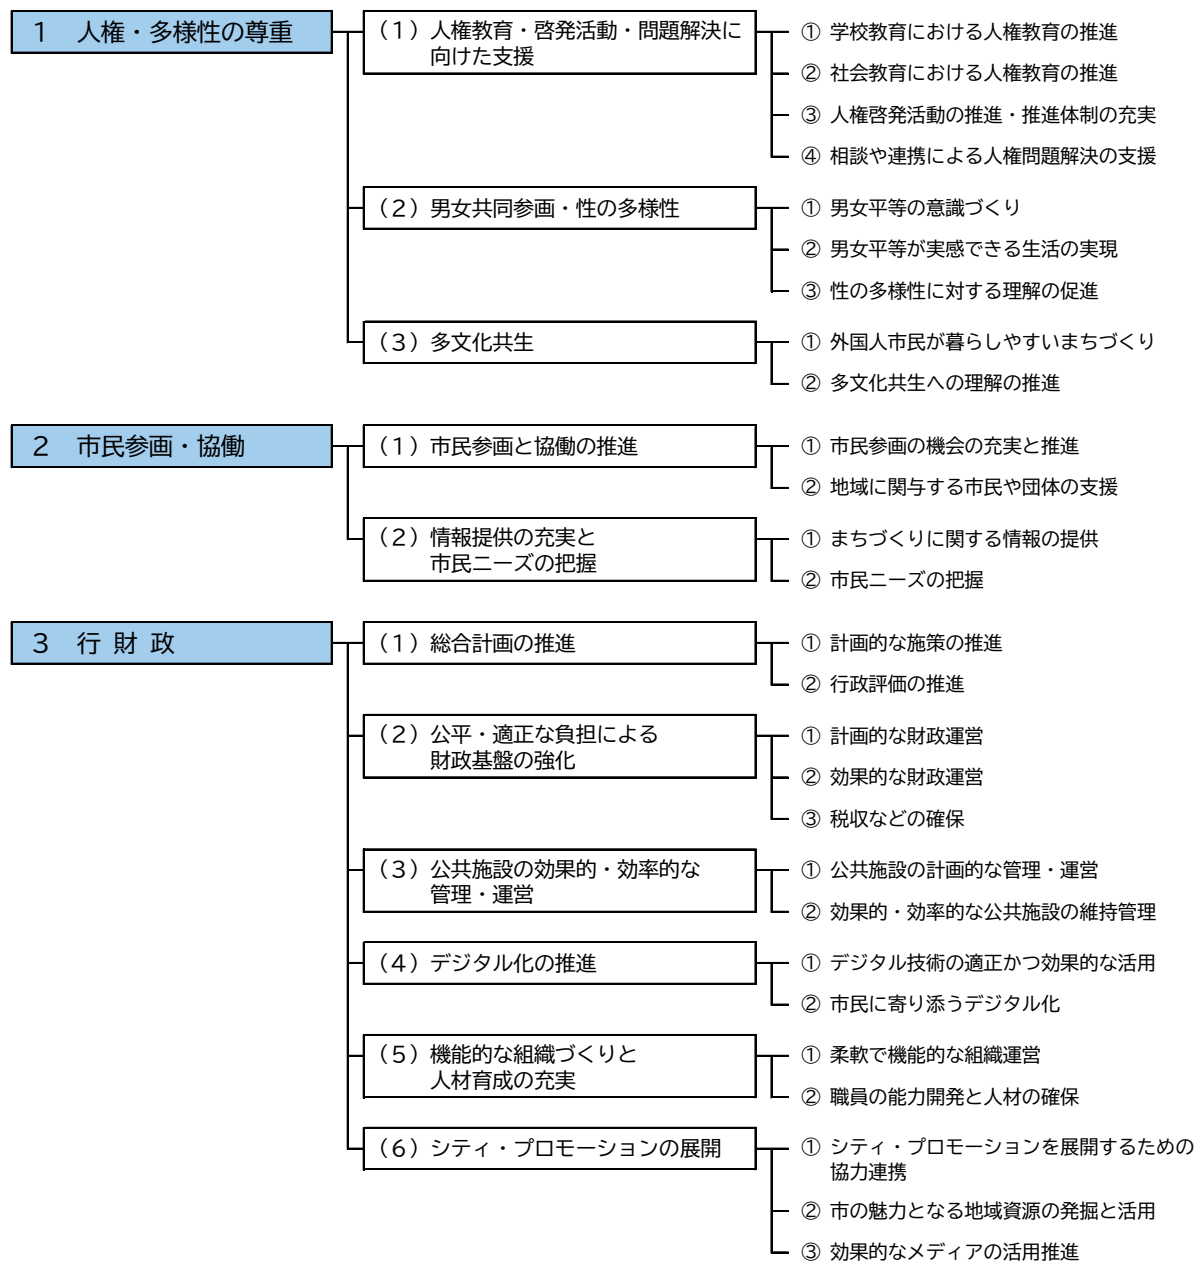 1 人権・多様性の尊重
(1) 人権教育・啓発活動・問題解決に
向けた支援
① 学校教育における人権教育の推進
② 社会教育における人権教育の推進
③ 人権啓発活動の推進・推進体制の充実
④ 相談や連携による人権問題解決の支援
(2) 男女共同参画・性の多様性
① 男女平等の意識づくり
② 男女平等が実感できる生活の実現
③ 性の多様性に対する理解の促進
(3) 多文化共生
① 外国人市民が暮らしやすいまちづくり
② 多文化共生への理解の推進
2 市民参画・協働
(1) 市民参画と協働の推進
① 市民参画の機会の充実と推進
② 地域に関与する市民や団体の支援
(2) 情報提供の充実と
市民ニーズの把握
① まちづくりに関する情報の提供
② 市民ニーズの把握
3 行 財 政
(1) 総合計画の推進
① 計画的な施策の推進
② 行政評価の推進
(2) 公平・適正な負担による
財政基盤の強化
① 計画的な財政運営
② 効果的な財政運営
③ 税収などの確保
(3) 公共施設の効果的・効率的な
管理・運営
① 公共施設の計画的な管理・運営
② 効果的・効率的な公共施設の維持管理
(4) デジタル化の推進
① デジタル技術の適正かつ効果的な活用
② 市民に寄り添うデジタル化
(5) 機能的な組織づくりと
人材育成の充実
① 柔軟で機能的な組織運営
② 職員の能力開発と人材の確保
(6) シティ・プロモーションの展開
① シティ・プロモーションを展開するための
協力連携
② 市の魅力となる地域資源の発掘と活用
③ 効果的なメディアの活用推進